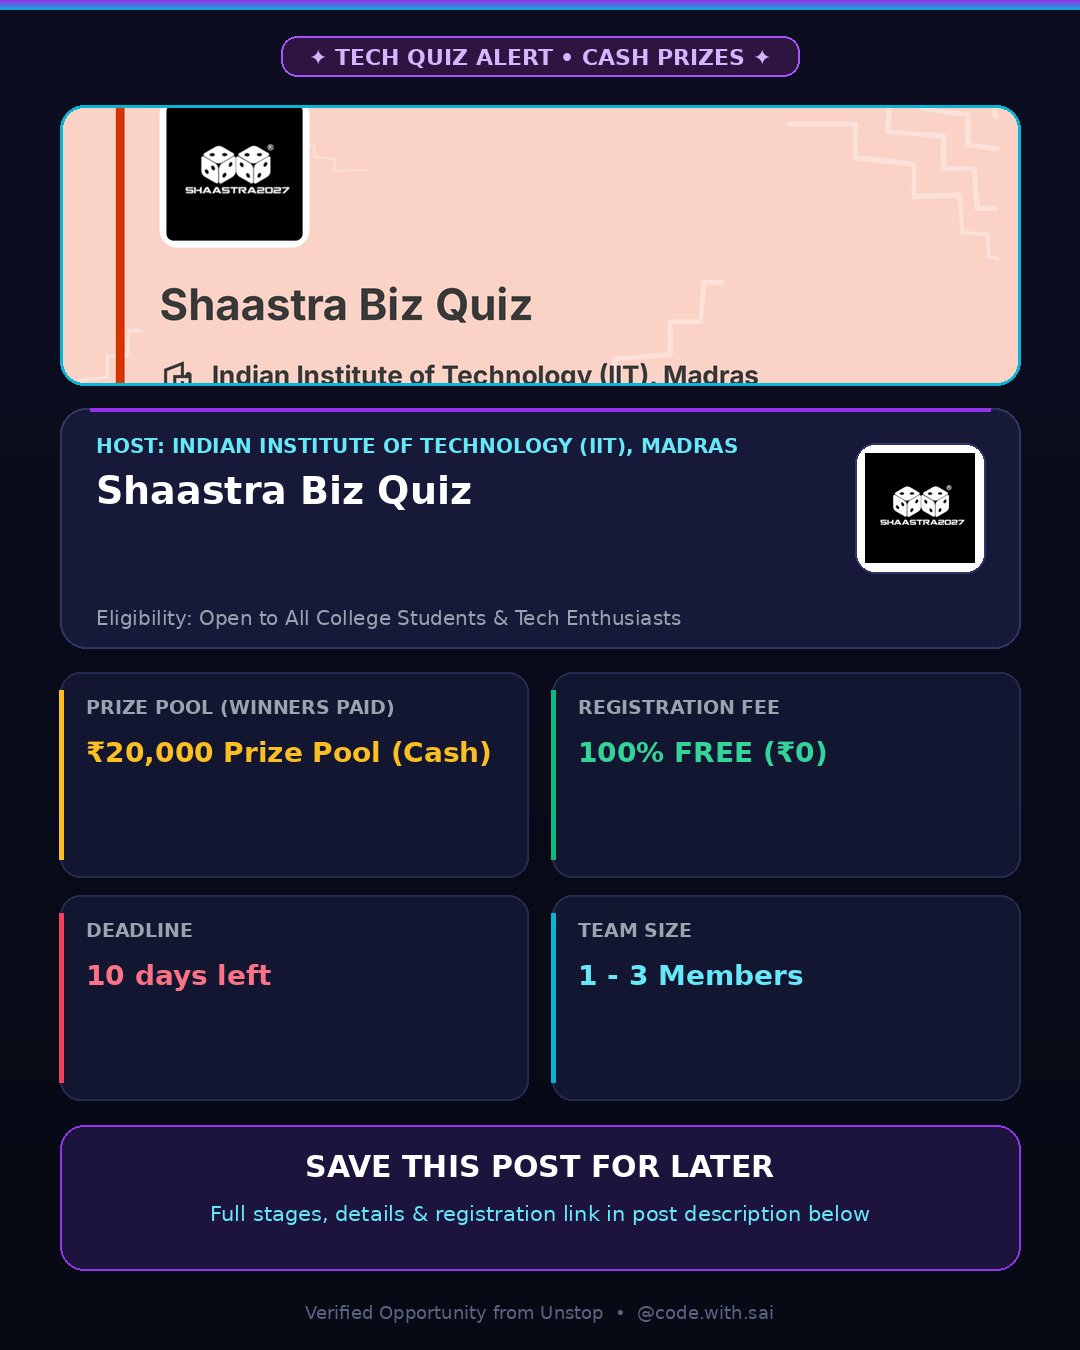 ✦ TECH QUIZ ALERT • CASH PRIZES ✦
SHAASTRA2027
Shaastra Biz Quiz
Indian Institute of Technology (IIT), Madras
HOST: INDIAN INSTITUTE OF TECHNOLOGY (IIT), MADRAS
Shaastra Biz Quiz
SHAASTRA2027
Eligibility: Open to All College Students & Tech Enthusiasts
PRIZE POOL (WINNERS PAID)
₹20,000 Prize Pool (Cash)
REGISTRATION FEE
100% FREE (₹0)
DEADLINE
10 days left
TEAM SIZE
1 - 3 Members
SAVE THIS POST FOR LATER
Full stages, details & registration link in post description below
Verified Opportunity from Unstop • @code.with.sai